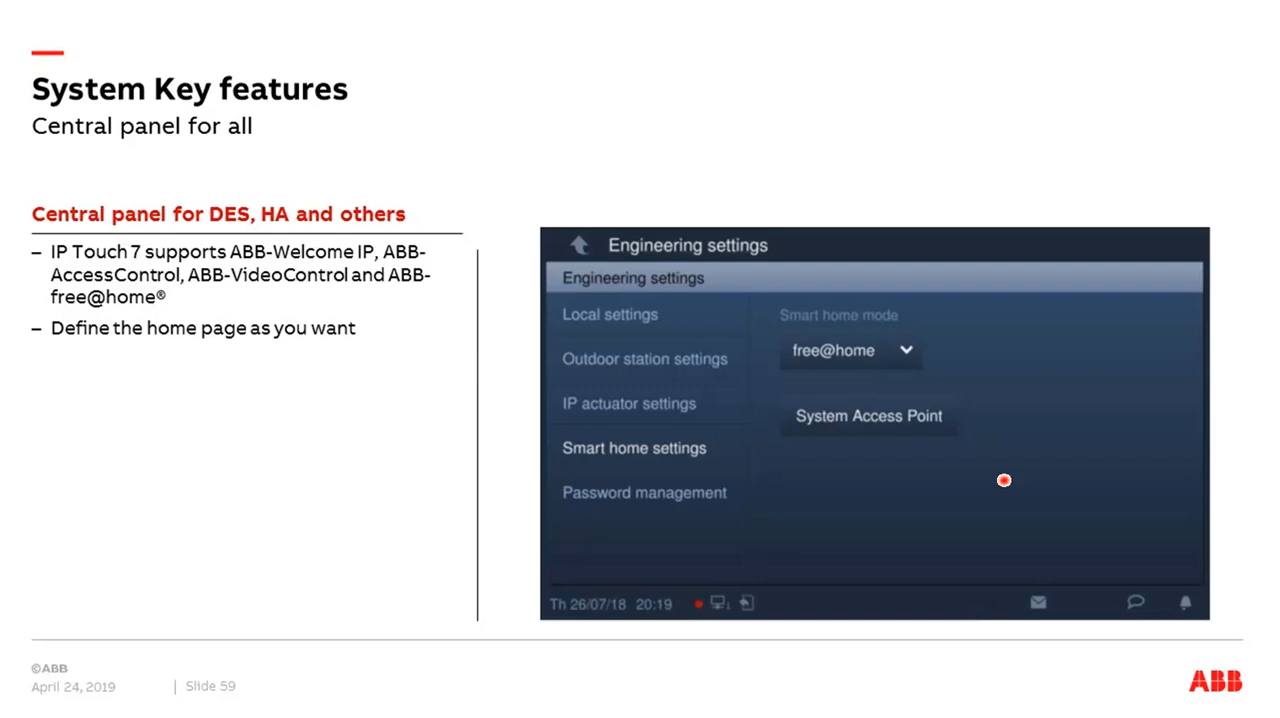 System Key features
Central panel for all
Central panel for DES, HA and others
– IP Touch 7 supports ABB-Welcome IP, ABB-
AccessControl, ABB-VideoControl and ABB-
free@home®
– Define the home page as you want
Engineering settings
Engineering settings
Local settings
Outdoor station settings
IP actuator settings
Smart home settings
Password management
Smart home mode
free@home
System Access Point
Th 26/07/18 20:19
©ABB
April 24, 2019
Slide 59
ABB